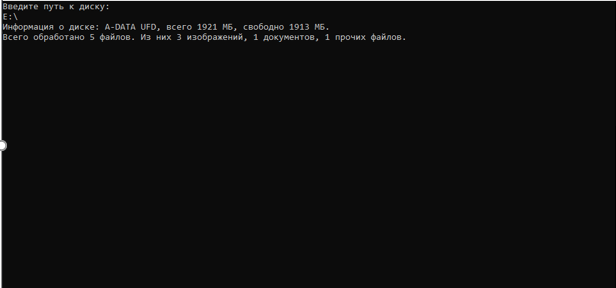 Введите путь к диску:
E:\
Информация о диске: A-DATA UFD, всего 1921 МБ, свободно 1913 МБ.
Всего обработано 5 файлов. Из них 3 изображений, 1 документов, 1 прочих файлов.